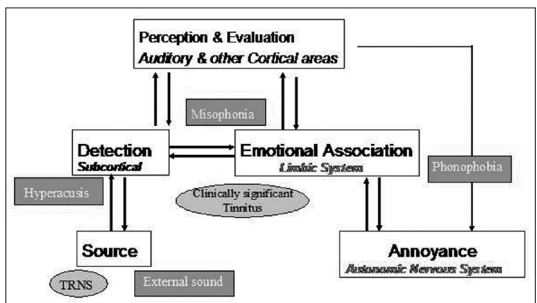 Perception & Evaluation
Auditory & other Cortical areas
Misophonia
Detection
Subcortical
Emotional Association
Limbic System
Phonophobia
Hyperacusis
Clinically significant
Tinnitus
Source
Annoyance
Autonomic Nervous System
TRNS
External sound